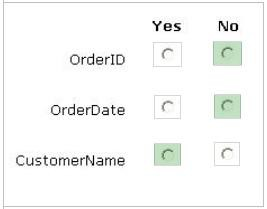 Yes No
OrderID
OrderDate
CustomerName